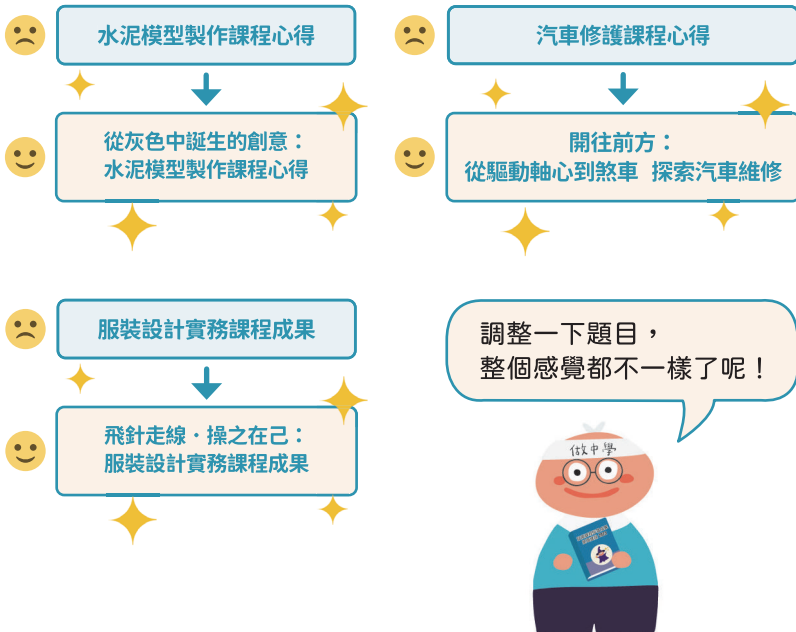 水泥模型製作課程心得
從灰色中誕生的創意：
水泥模型製作課程心得
汽車修護課程心得
開往前方：
從驅動軸心到煞車 探索汽車維修
服裝設計實務課程成果
飛針走線・操之在己：
服裝設計實務課程成果
調整一下題目，
整個感覺都不一樣了呢！
做中學